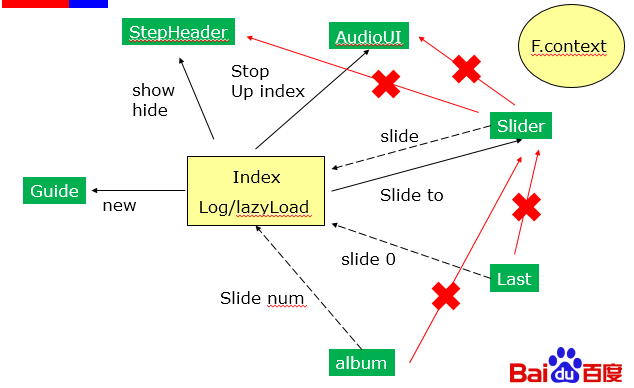 StepHeader
AudioUI
F.context
Stop
Up index
show
hide
slide
Slider
Index
Log/lazyLoad
Guide
new
Slide to
slide 0
Last
Slide num
album
Bai du 百度